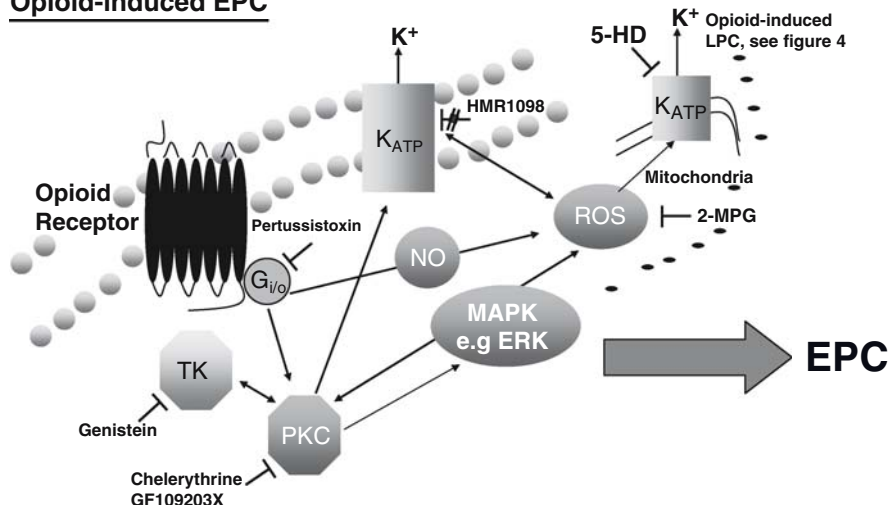 Opioid-induced EPC
K+
K+
Opioid-induced
LPC, see figure 4
5-HD
HMR1098
KATP
KATP
Opioid
Receptor
Mitochondria
ROS
2-MPG
Pertussistoxin
NO
Gi/o
MAPK
e.g ERK
EPC
TK
Genistein
PKC
Chelerythrine
GF109203X